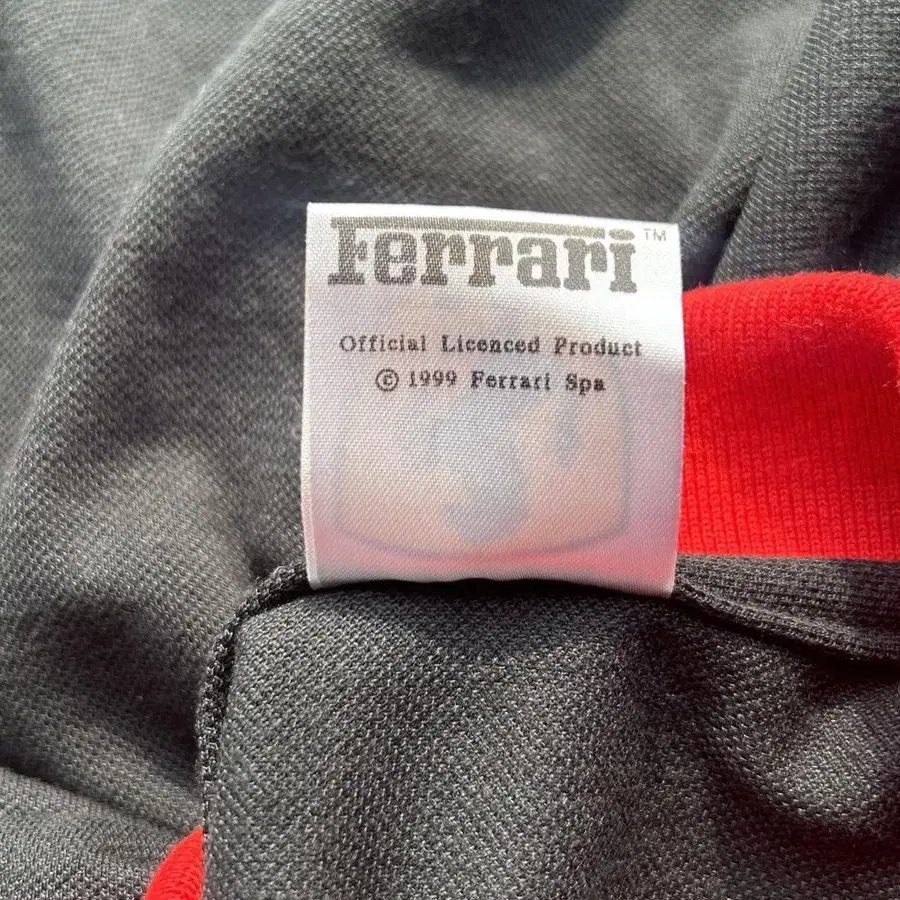 Ferrari™
Official Licenced Product
© 1999 Ferrari Spa